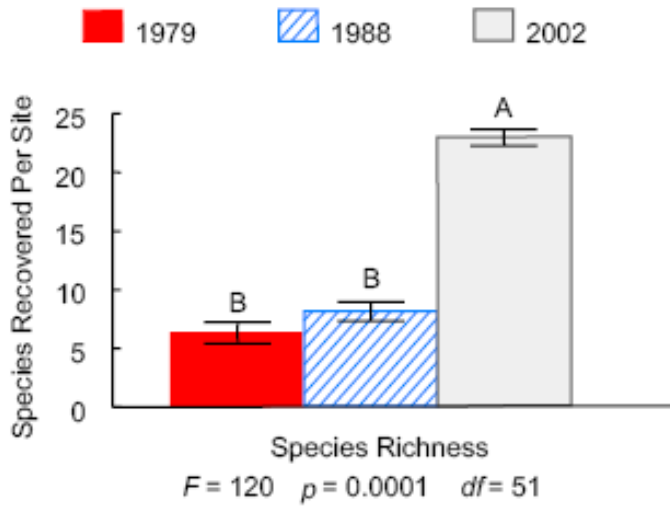 1979 1988 2002
Species Recovered Per Site
25
20
15
10
5
0
A
B
B
Species Richness
F = 120 p = 0.0001 df = 51